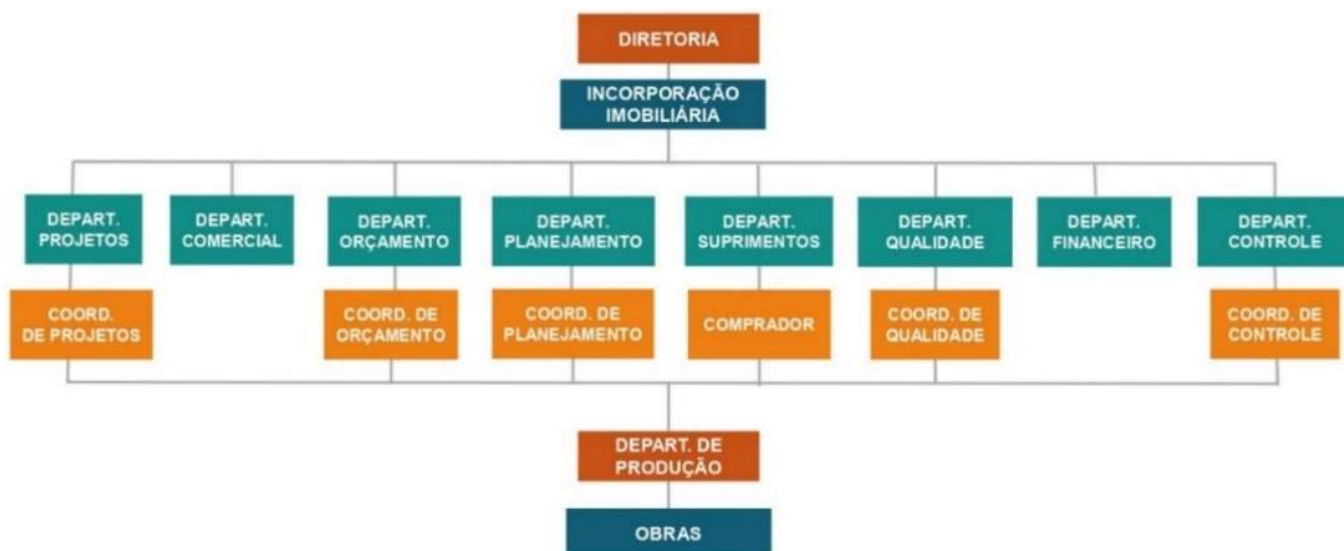 DIRETORIA
INCORPORAÇÃO
IMOBILIÁRIA
DEPART.
PROJETOS
DEPART.
COMERCIAL
DEPART.
ORÇAMENTO
DEPART.
PLANEJAMENTO
DEPART.
SUPRIMENTOS
DEPART.
QUALIDADE
DEPART.
FINANCEIRO
DEPART.
CONTROLE
COORD.
DE PROJETOS
COORD. DE
ORÇAMENTO
COORD. DE
PLANEJAMENTO
COMPRADOR
COORD. DE
QUALIDADE
COORD. DE
CONTROLE
DEPART. DE
PRODUÇÃO
OBRAS